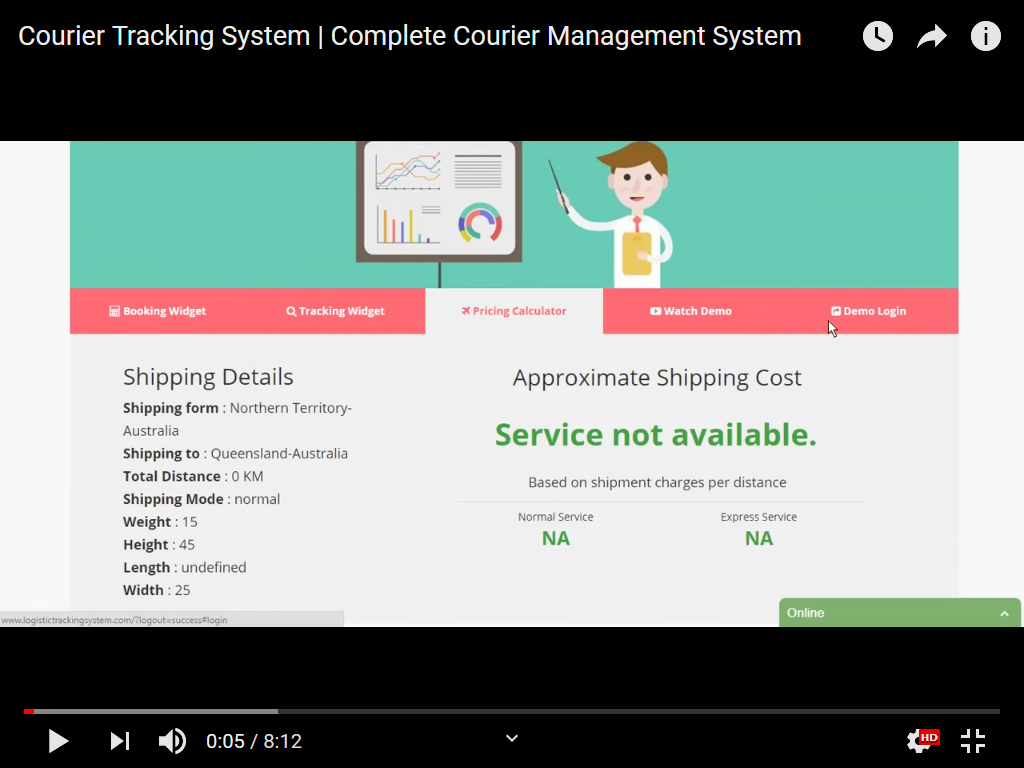 Courier Tracking System | Complete Courier Management System
Booking Widget
Tracking Widget
Pricing Calculator
Watch Demo
Demo Login
Shipping Details
Shipping form : Northern Territory-
Australia
Shipping to : Queensland-Australia
Total Distance : 0 KM
Shipping Mode : normal
Weight : 15
Height : 45
Length : undefined
Width : 25
Approximate Shipping Cost
Service not available.
Based on shipment charges per distance
Normal Service
NA
Express Service
NA
www.logistictrackingsystem.com/?logout=success#login
Online
0:05 / 8:12
HD